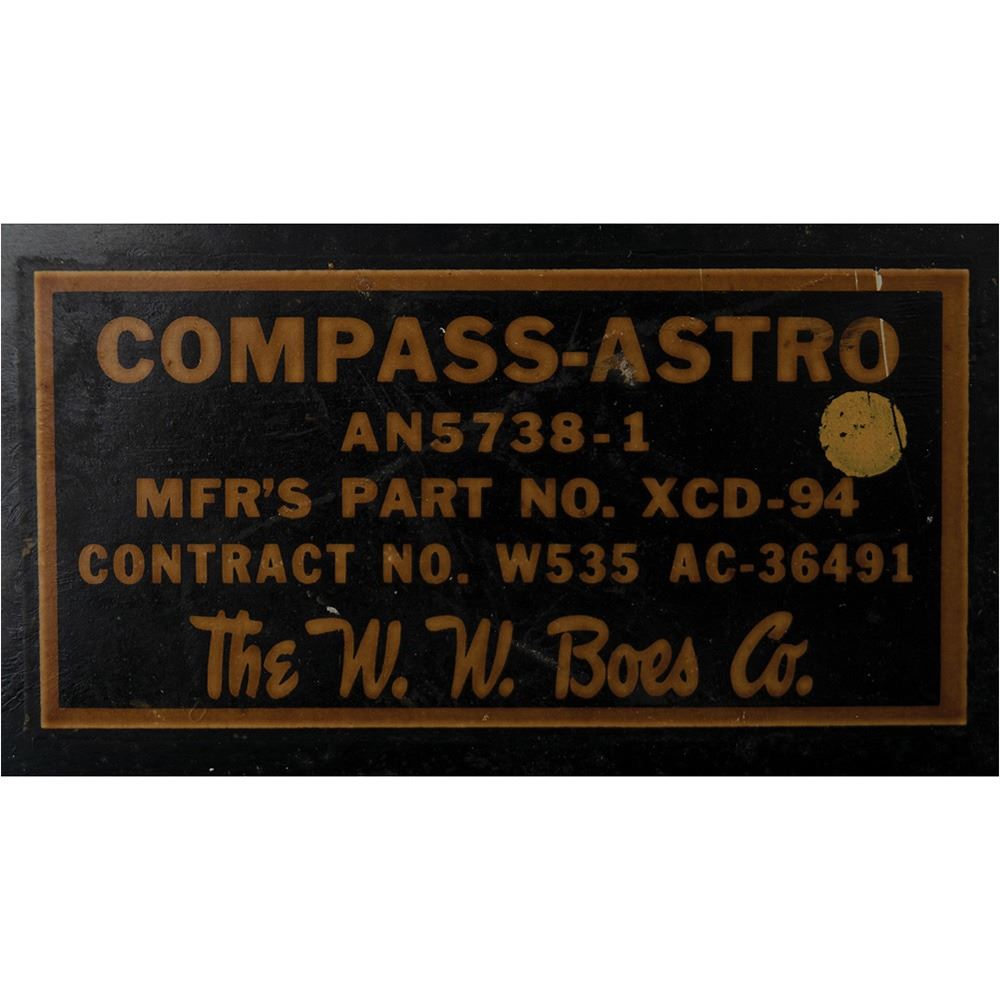 COMPASS-ASTRO
AN5738-1
MFR'S PART NO. XCD-94
CONTRACT NO. W535 AC-36491
The W. W. Boes Co.